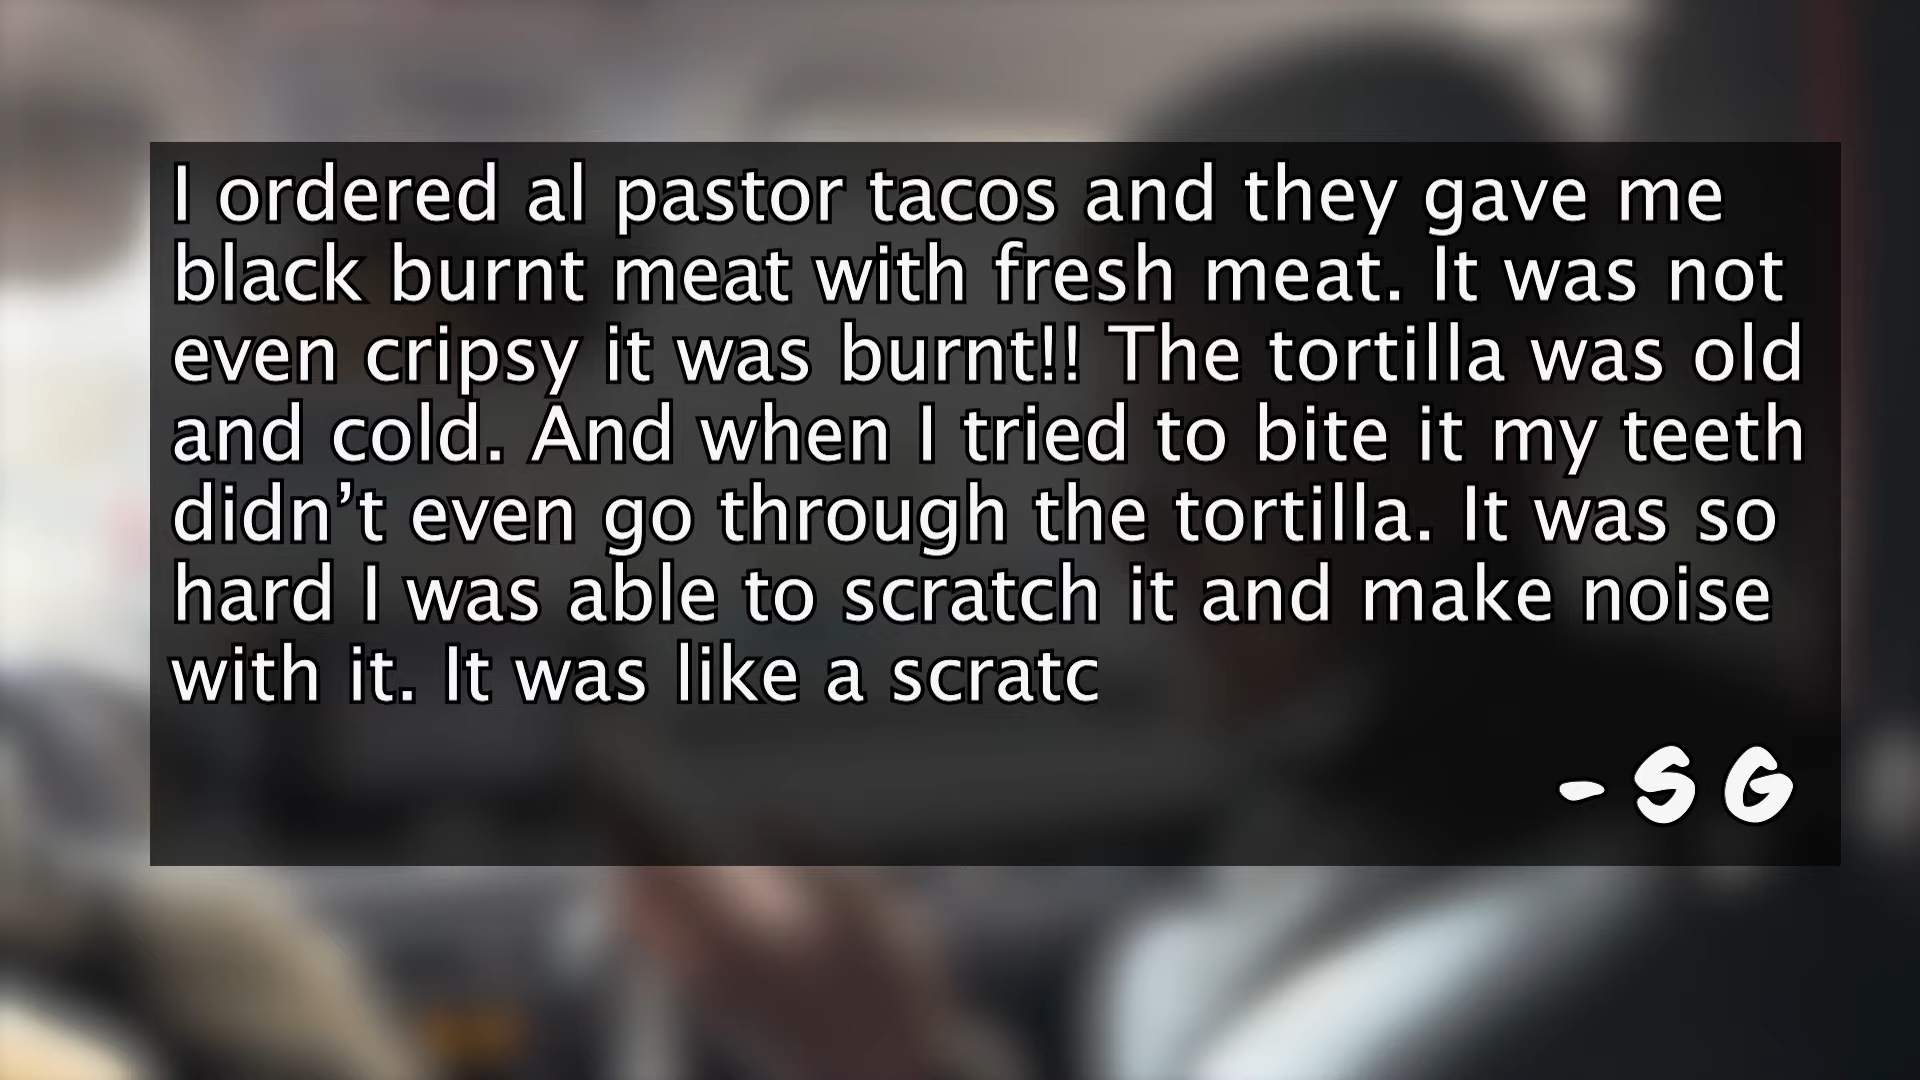 I ordered al pastor tacos and they gave me
black burnt meat with fresh meat. It was not
even cripsy it was burnt!! The tortilla was old
and cold. And when I tried to bite it my teeth
didn’t even go through the tortilla. It was so
hard I was able to scratch it and make noise
with it. It was like a scratc
- S G